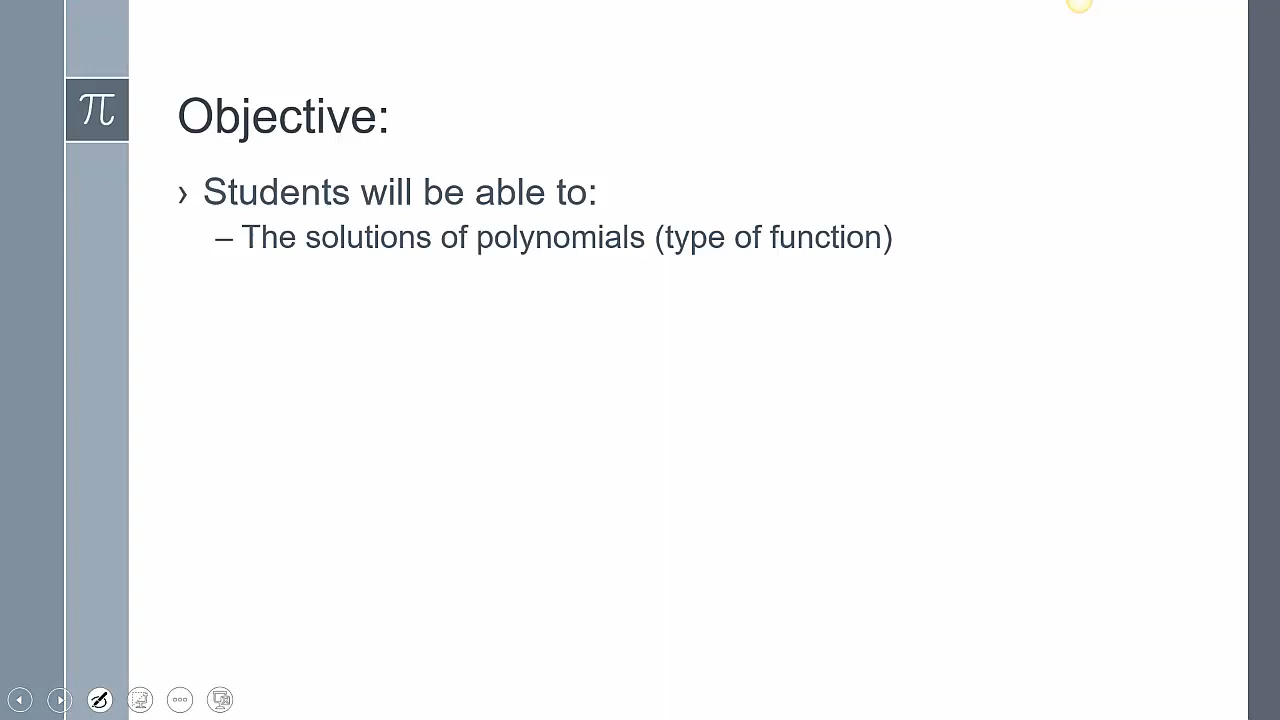 π
Objective:
› Students will be able to:
– The solutions of polynomials (type of function)